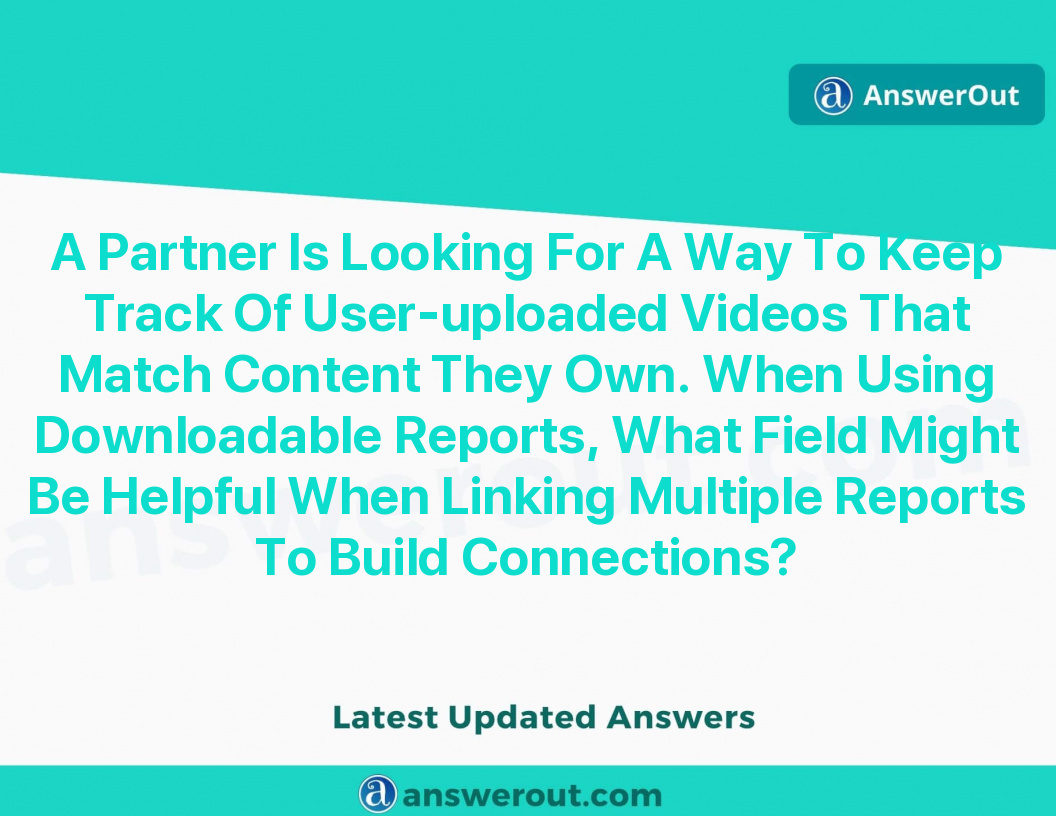 a AnswerOut
A Partner Is Looking For A Way To Keep
Track Of User-uploaded Videos That
Match Content They Own. When Using
Downloadable Reports, What Field Might
Be Helpful When Linking Multiple Reports
To Build Connections?
answerout.com
Latest Updated Answers
a answerout.com